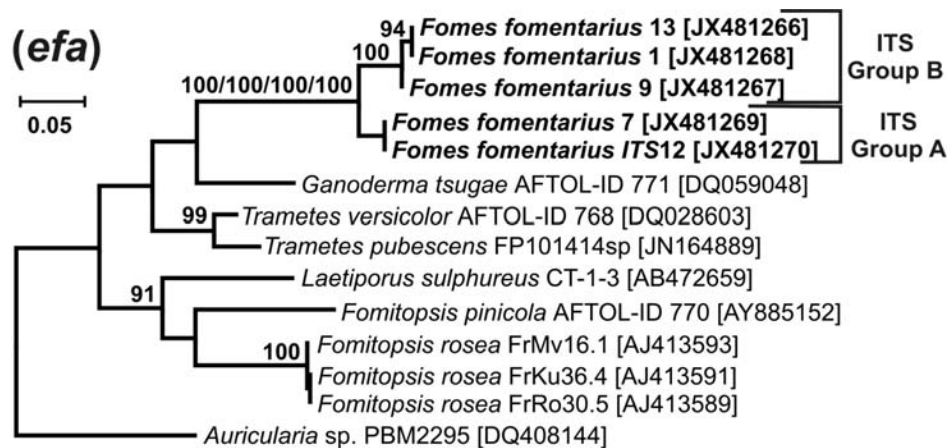 (efa)
0.05
94
100
100/100/100/100
99
91
100
Fomes fomentarius 13 [JX481266]
Fomes fomentarius 1 [JX481268]
Fomes fomentarius 9 [JX481267]
Fomes fomentarius 7 [JX481269]
Fomes fomentarius ITS12 [JX481270]
Ganoderma tsugae AFTOL-ID 771 [DQ059048]
Trametes versicolor AFTOL-ID 768 [DQ028603]
Trametes pubescens FP101414sp [JN164889]
Laetiporus sulphureus CT-1-3 [AB472659]
Fomitopsis pinicola AFTOL-ID 770 [AY885152]
Fomitopsis rosea FrMv16.1 [AJ413593]
Fomitopsis rosea FrKu36.4 [AJ413591]
Fomitopsis rosea FrRo30.5 [AJ413589]
Auricularia sp. PBM2295 [DQ408144]
ITS
Group B
ITS
Group A